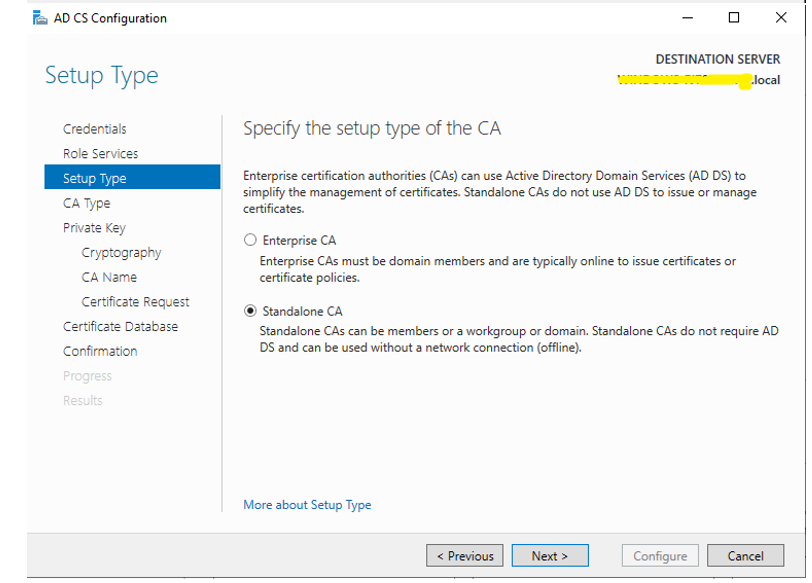 AD CS Configuration
DESTINATION SERVER
.local
Setup Type
Credentials
Role Services
Setup Type
CA Type
Private Key
Cryptography
CA Name
Certificate Request
Certificate Database
Confirmation
Progress
Results
Specify the setup type of the CA
Enterprise certification authorities (CAs) can use Active Directory Domain Services (AD DS) to
simplify the management of certificates. Standalone CAs do not use AD DS to issue or manage
certificates.
Enterprise CA
Enterprise CAs must be domain members and are typically online to issue certificates or
certificate policies.
Standalone CA
Standalone CAs can be members or a workgroup or domain. Standalone CAs do not require AD
DS and can be used without a network connection (offline).
More about Setup Type
< Previous
Next >
Configure
Cancel